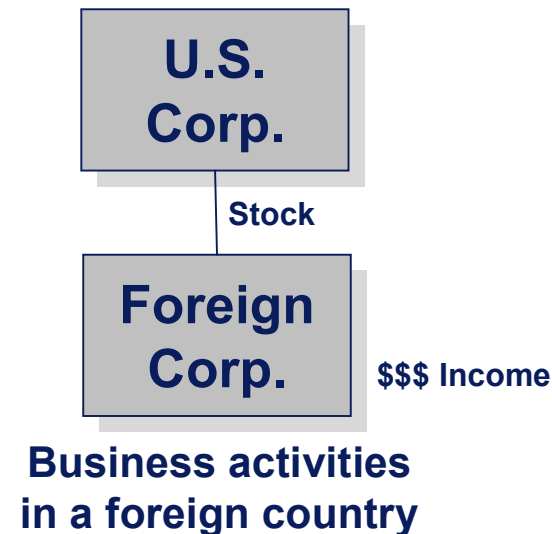 U.S.
Corp.
Stock
Foreign
Corp.
$$$ Income
Business activities
in a foreign country